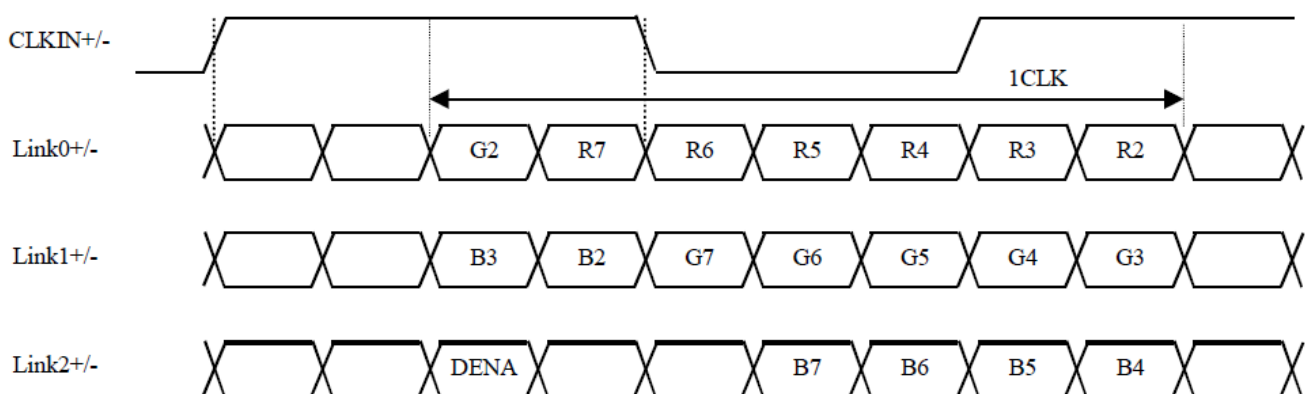 CLKIN+/-
1CLK
Link0+/- G2 R7 R6 R5 R4 R3 R2
Link1+/- B3 B2 G7 G6 G5 G4 G3
Link2+/- DENA B7 B6 B5 B4